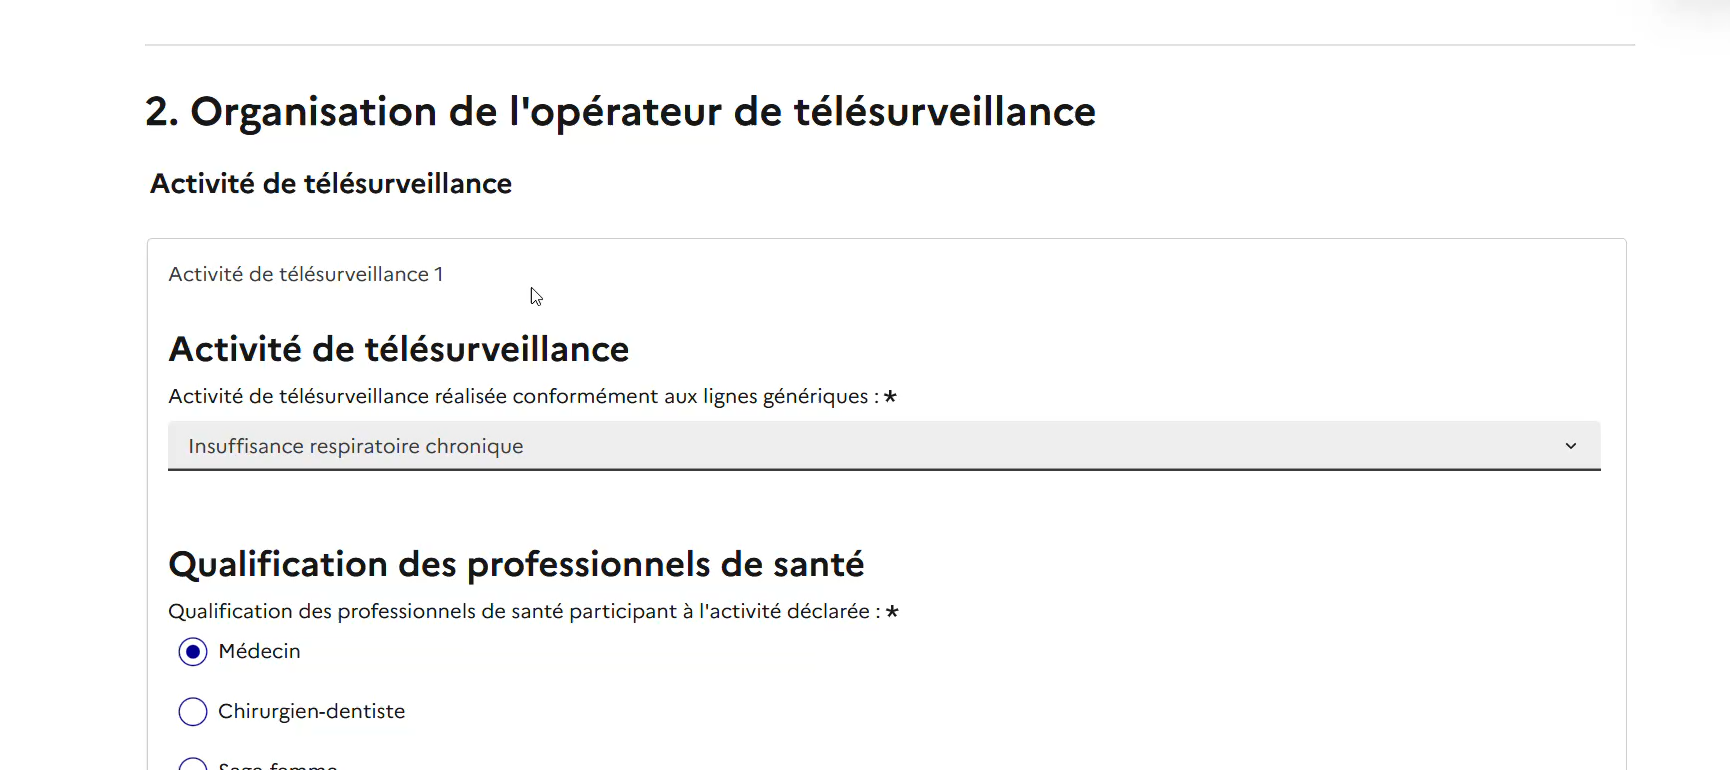 2. Organisation de l'opérateur de télésurveillance
Activité de télésurveillance
Activité de télésurveillance 1
Activité de télésurveillance
Activité de télésurveillance réalisée conformément aux lignes génériques : *
Insuffisance respiratoire chronique
Qualification des professionnels de santé
Qualification des professionnels de santé participant à l'activité déclarée : *
Médecin
Chirurgien-dentiste
Sage-femme